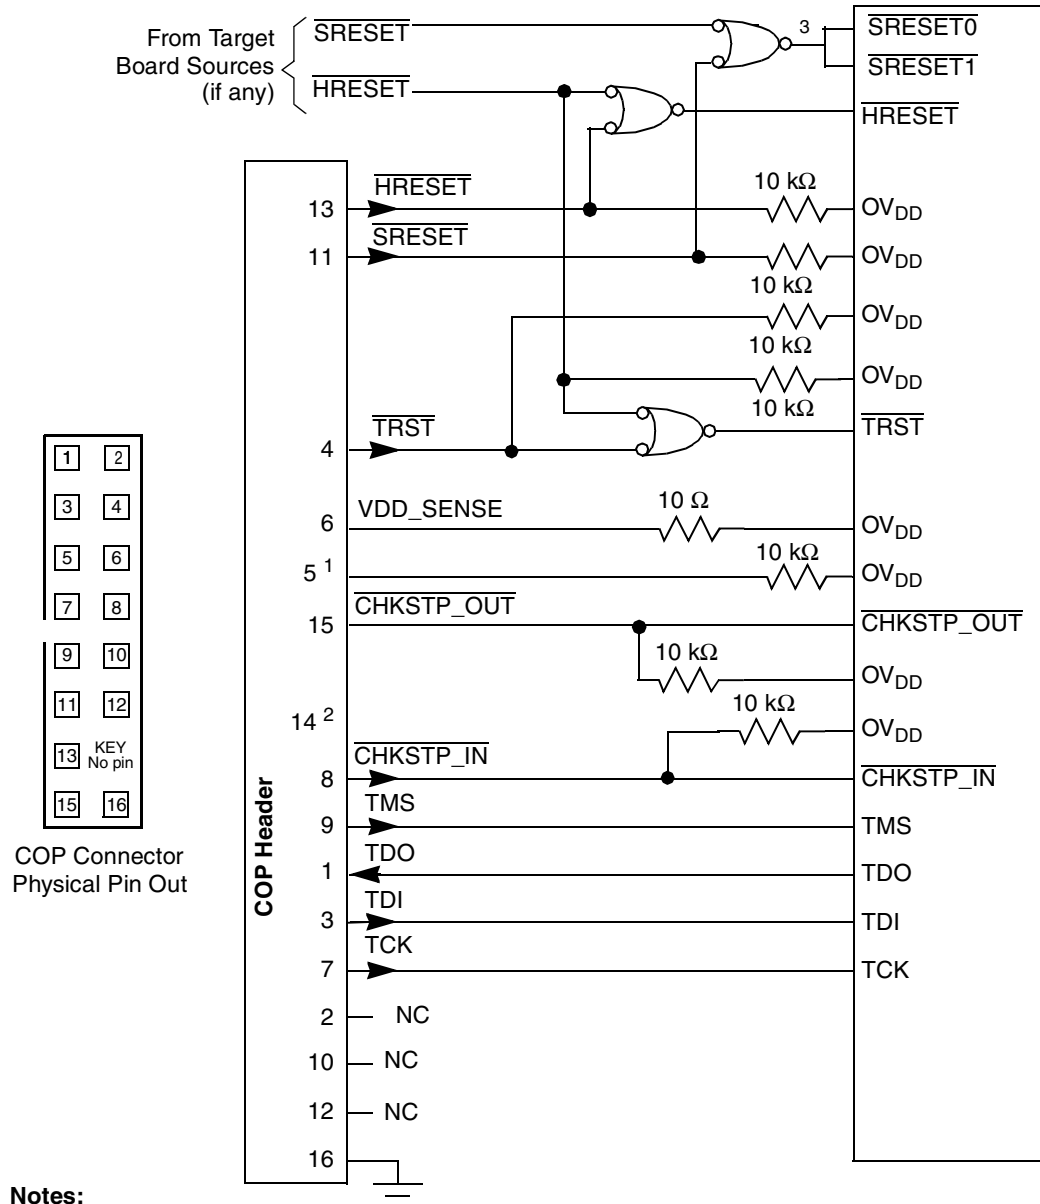 From Target
Board Sources
(if any)
SRESET
HRESET
3
SRESET0
SRESET1
HRESET
13
HRESET
10 kΩ
OVDD
11
SRESET
10 kΩ
OVDD
10 kΩ
OVDD
10 kΩ
OVDD
4
TRST
TRST
6
VDD_SENSE
10 Ω
OVDD
5 1
10 kΩ
OVDD
15
CHKSTP_OUT
CHKSTP_OUT
10 kΩ
OVDD
14 2
10 kΩ
OVDD
8
CHKSTP_IN
CHKSTP_IN
9
TMS
TMS
1
TDO
TDO
3
TDI
TDI
7
TCK
TCK
2
NC
10
NC
12
NC
16
COP Header
1 2
3 4
5 6
7 8
9 10
11 12
13 KEY
No pin
15 16
COP Connector
Physical Pin Out
Notes: